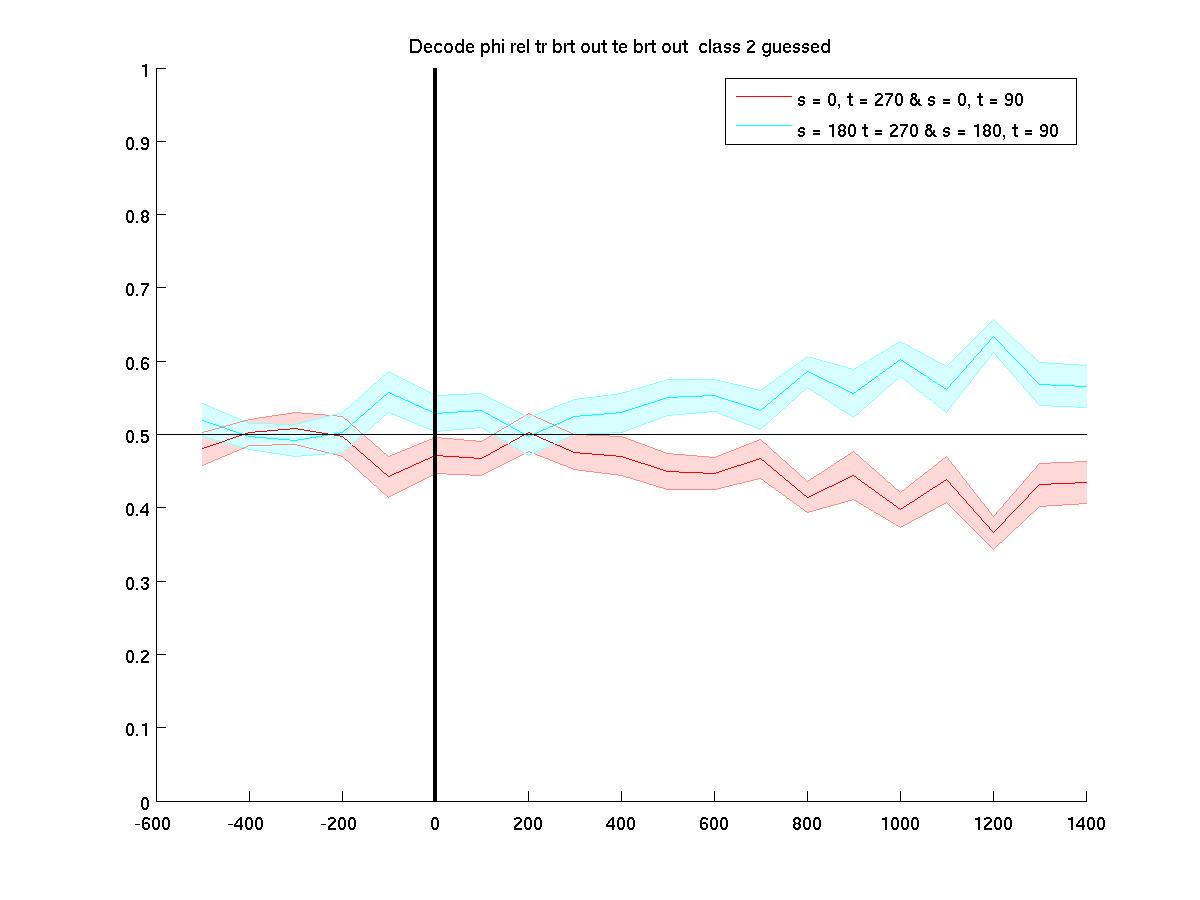 Decode phi rel tr brt out te brt out  class 2 guessed
s = 0, t = 270 & s = 0, t = 90
s = 180 t = 270 & s = 180, t = 90
1
0.9
0.8
0.7
0.6
0.5
0.4
0.3
0.2
0.1
0
-600 -400 -200 0 200 400 600 800 1000 1200 1400